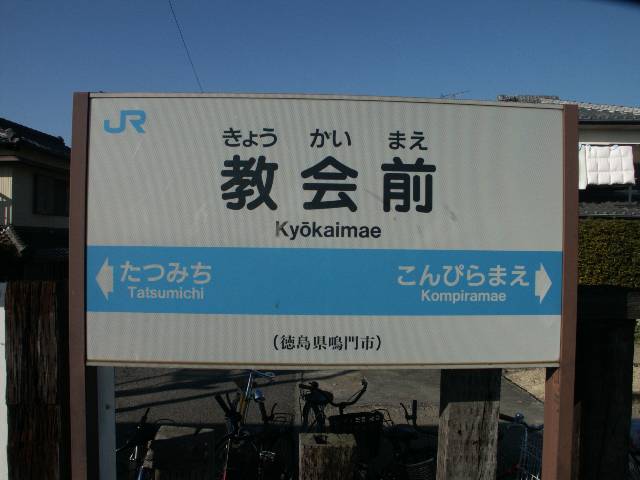 JR
きょう かい まえ
教会前
Kyōkaimae
たつみち
Tatsumichi
こんぴらまえ
Kompiramae
(徳島県鳴門市)